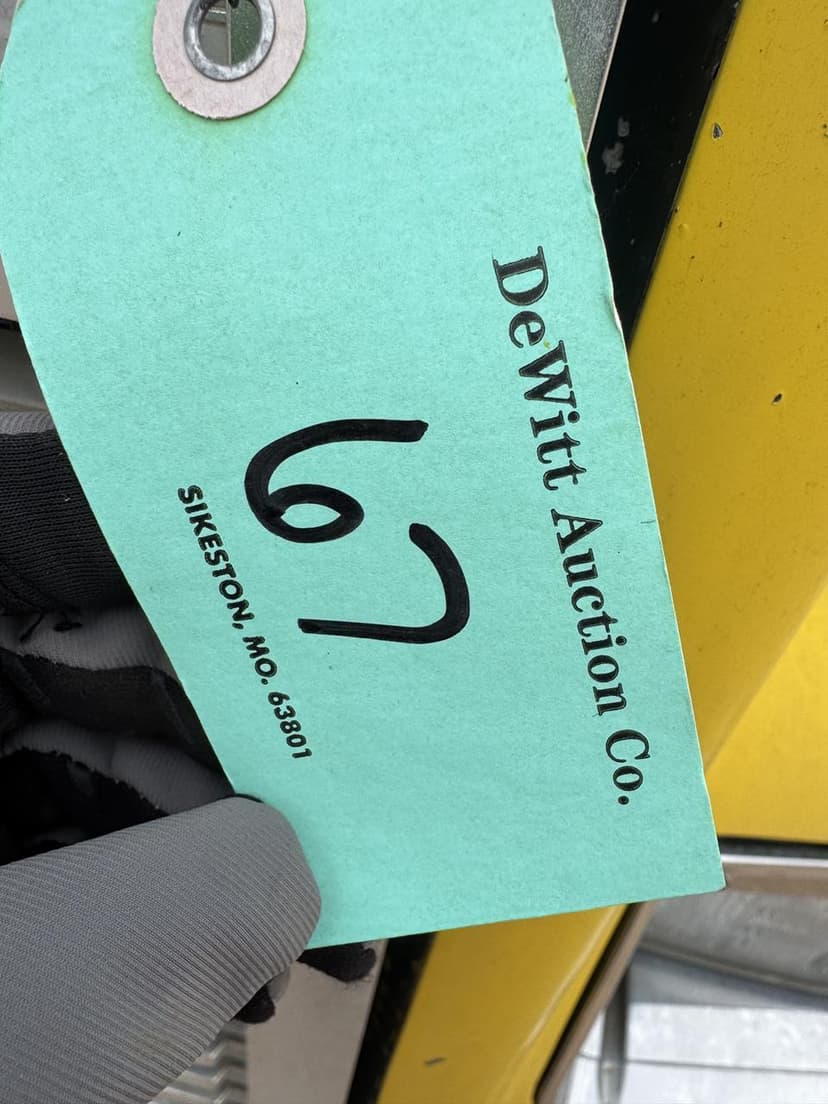 DeWitt Auction Co.
67
SIKESTON, MO. 63801